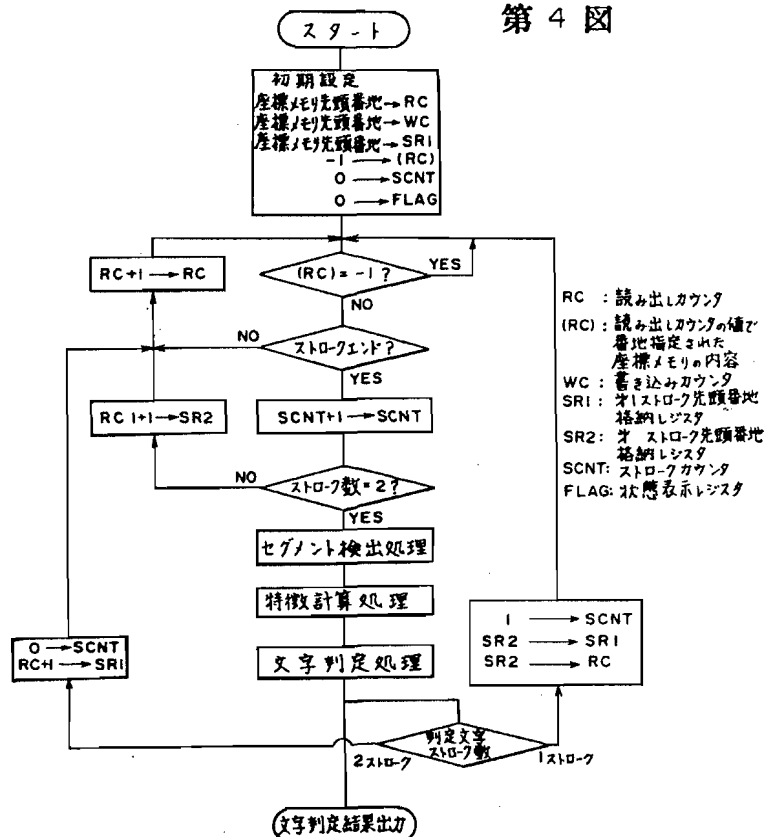 第4図
スタート
初期設定
座標メモリ先頭番地→RC
座標メモリ先頭番地→WC
座標メモリ先頭番地→SR1
-1→(RC)
0→SCNT
0→FLAG
RC+1→RC
(RC)=-1?
YES
NO
ストロークエンド?
NO
YES
RC1+1→SR2
SCNT+1→SCNT
ストローク数=2?
NO
YES
セグメント検出処理
特徴計算処理
文字判定処理
0→SCNT
RC+1→SR1
1→SCNT
SR2→SR1
SR2→RC
判定文字
ストローク数
2ストローク
1ストローク
文字判定結果出力
RC:読み出しカウンタ
(RC):読み出しカウンタの値で
番地指定された
座標メモリの内容
WC:書き込みカウンタ
SR1:才1ストローク先頭番地
格納レジスタ
SR2:才 ストローク先頭番地
格納レジスタ
SCNT:ストロークカウンタ
FLAG:状態表示レジスタ